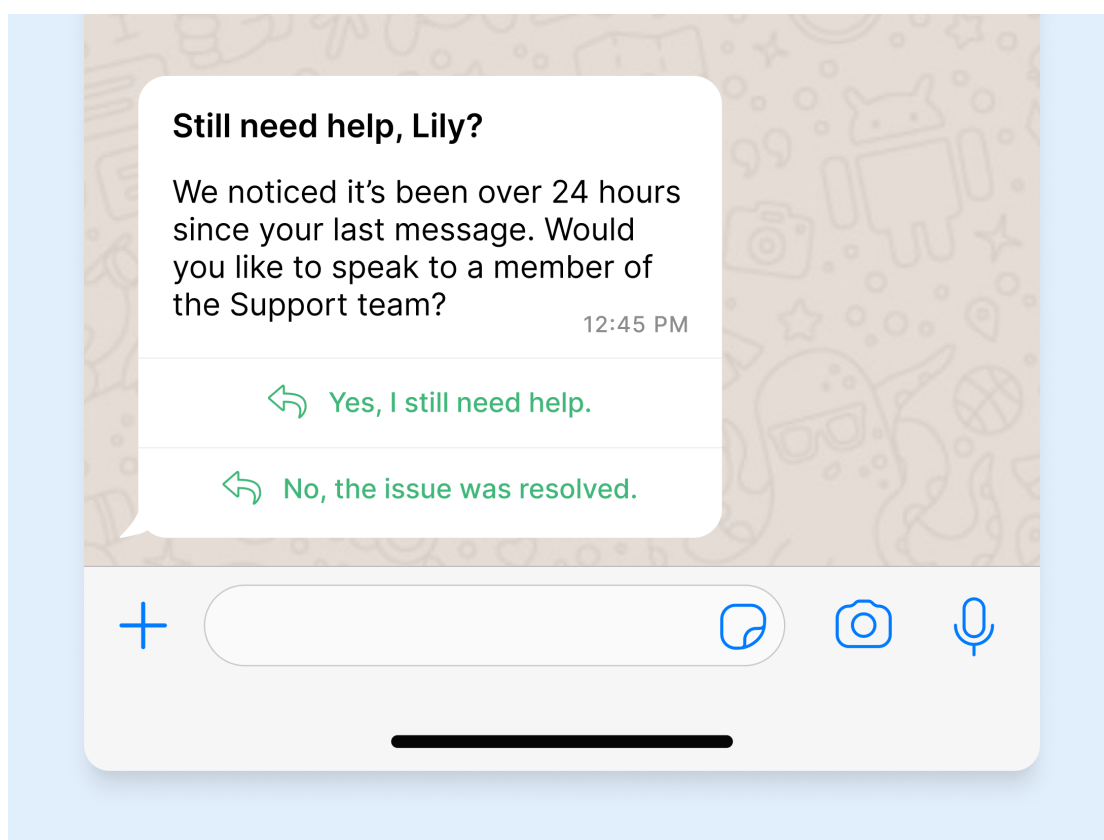 Still need help, Lily?
We noticed it’s been over 24 hours
since your last message. Would
you like to speak to a member of
the Support team?
12:45 PM
Yes, I still need help.
No, the issue was resolved.